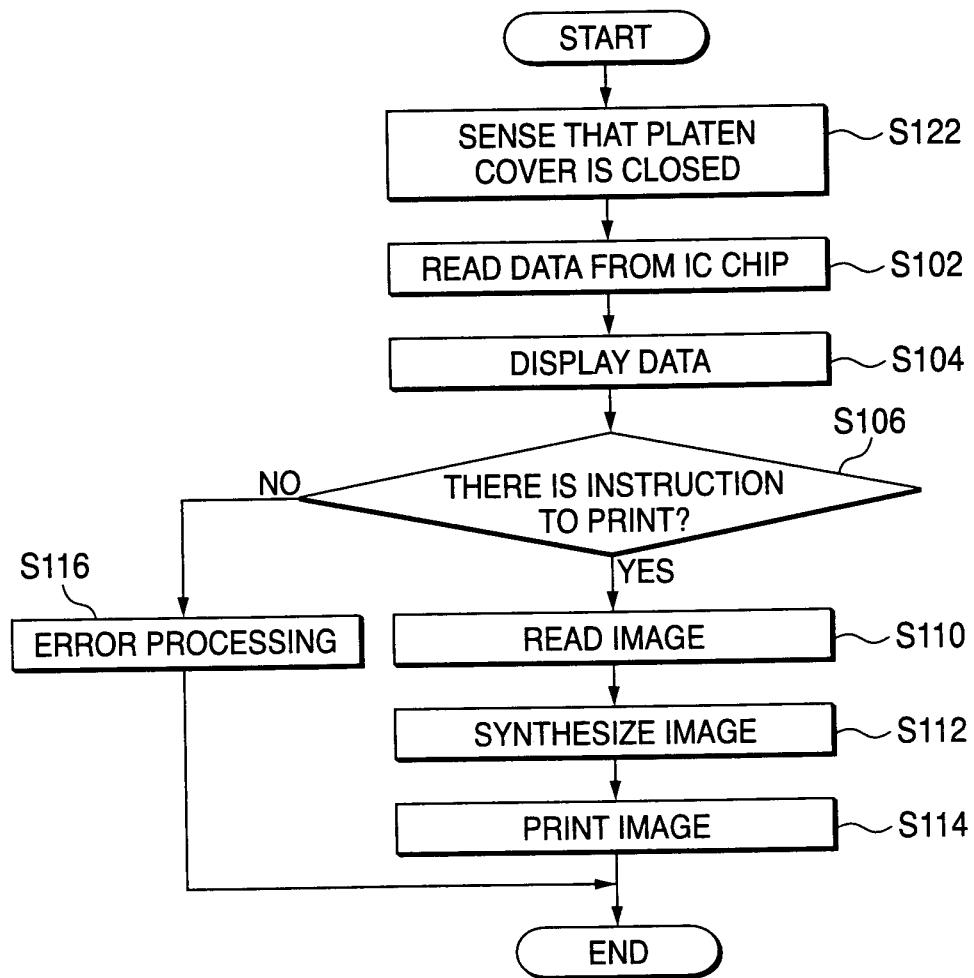 START
SENSE THAT PLATEN
COVER IS CLOSED
S122
READ DATA FROM IC CHIP
S102
DISPLAY DATA
S104
S106
THERE IS INSTRUCTION
TO PRINT?
NO
YES
S116
ERROR PROCESSING
READ IMAGE
S110
SYNTHESIZE IMAGE
S112
PRINT IMAGE
S114
END